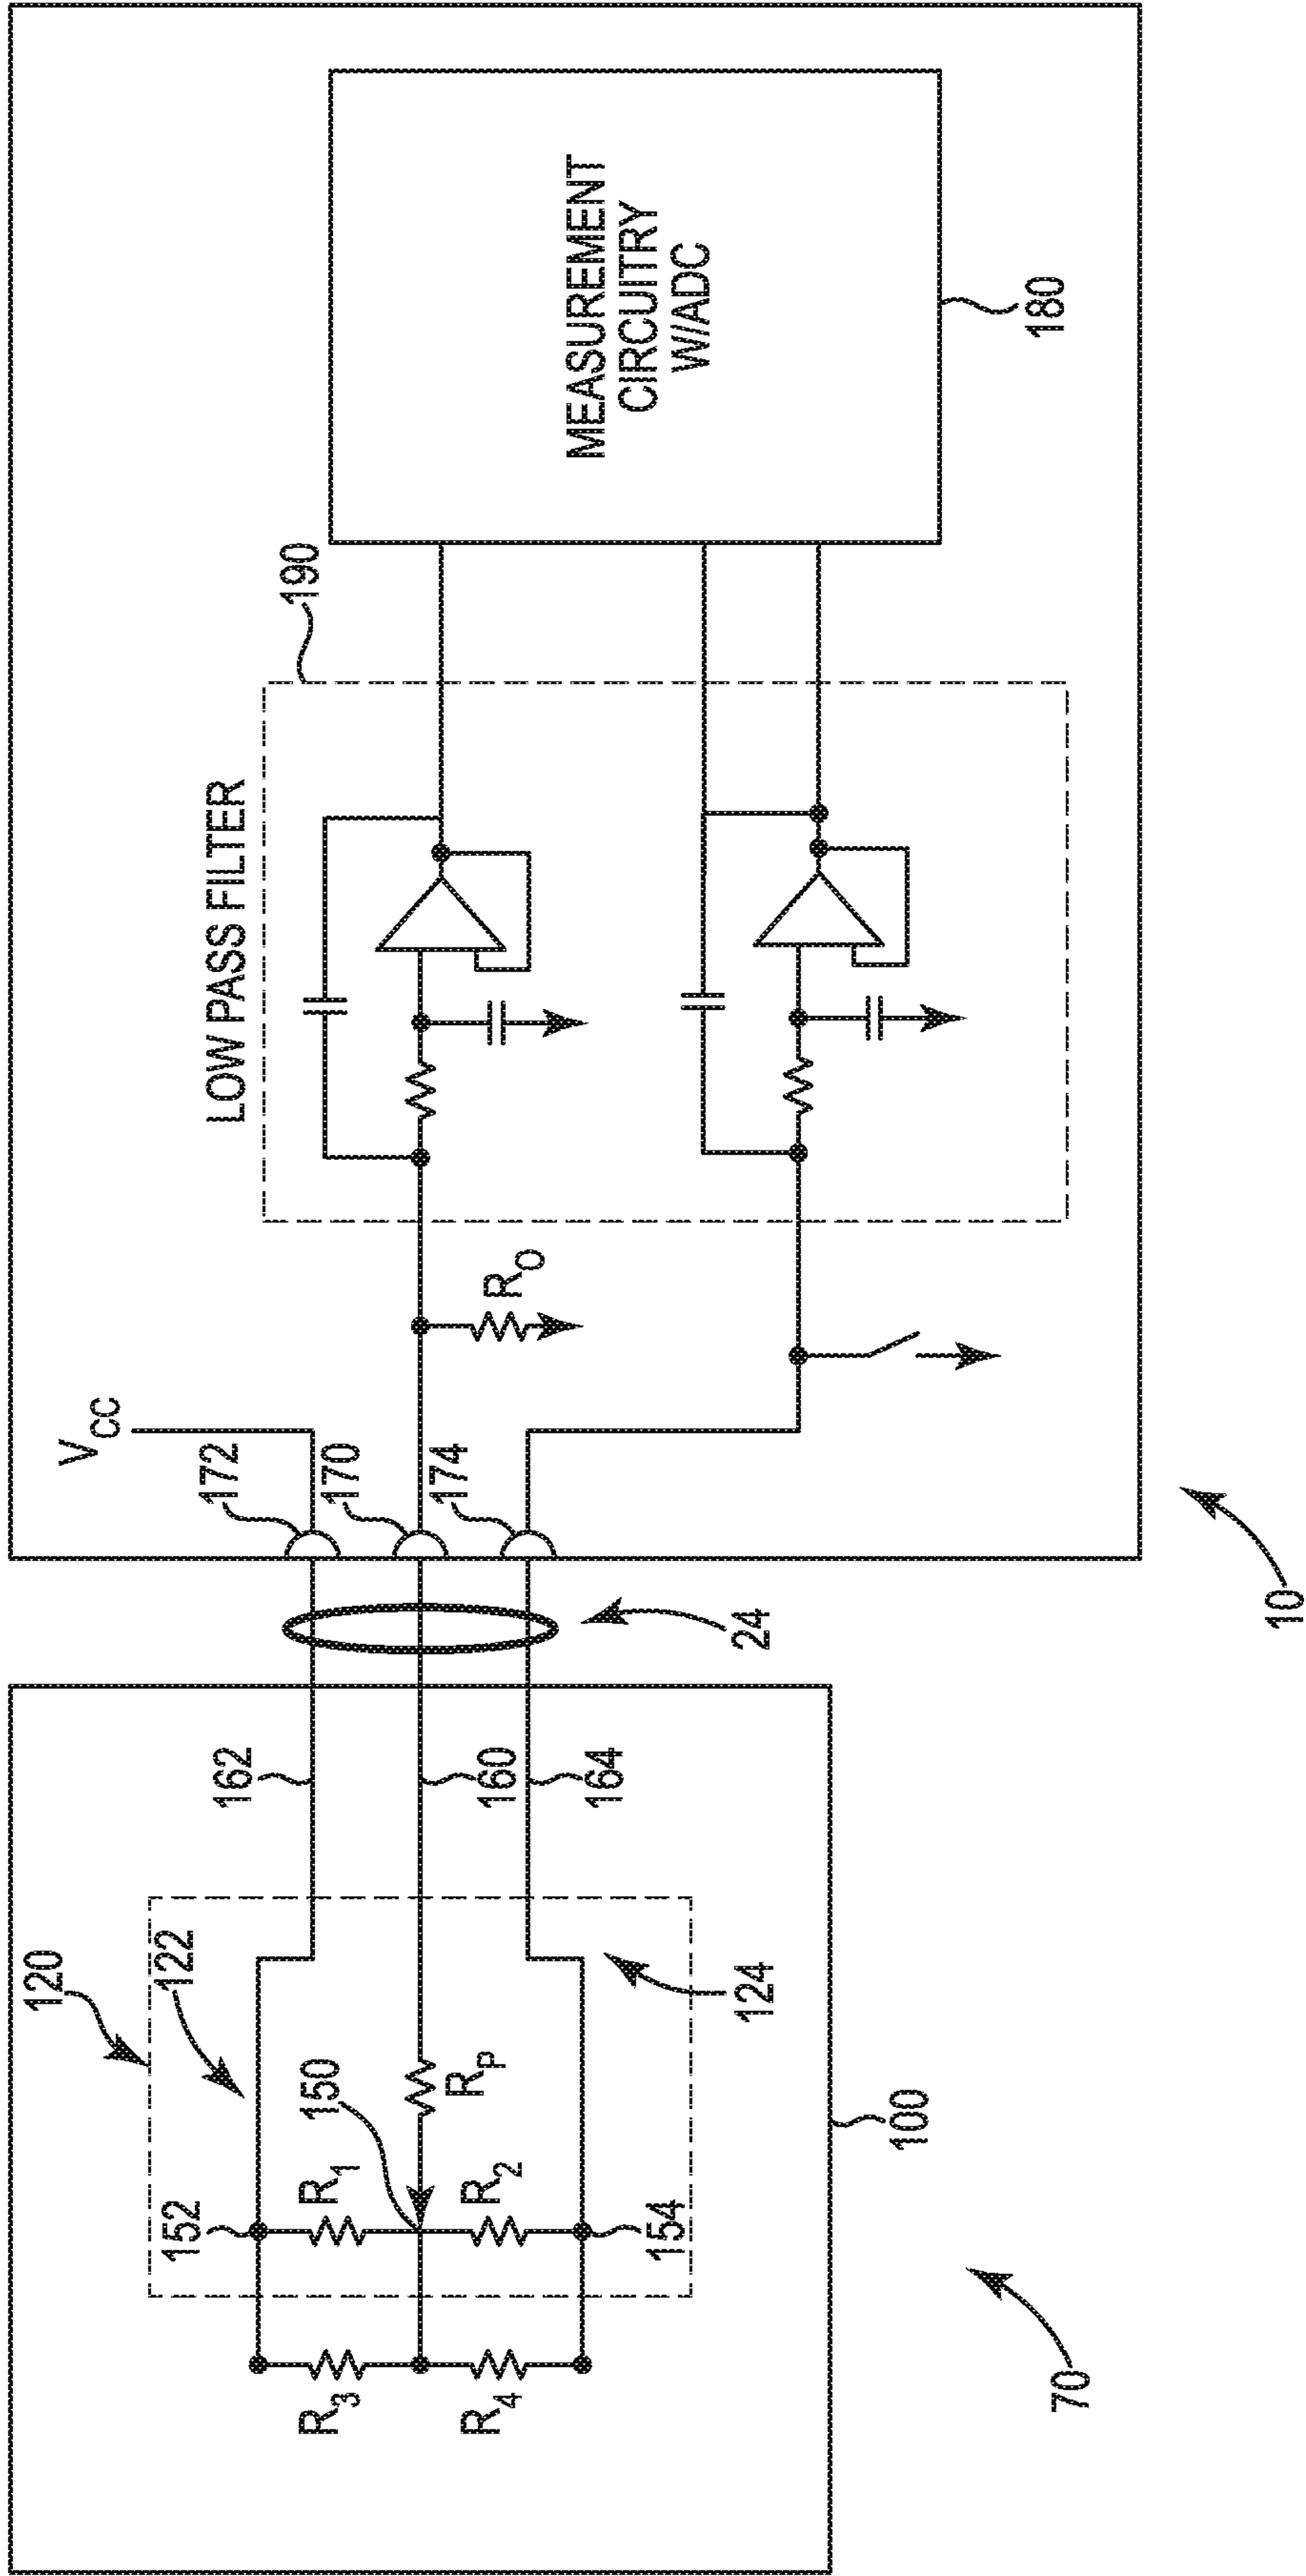 120
122
152
R1
150
RP
R3
R2
R4
154
124
100
70
162
160
164
24
VCC
172
170
174
RO
LOW PASS FILTER
190
MEASUREMENT
CIRCUITRY
W/ADC
180
10